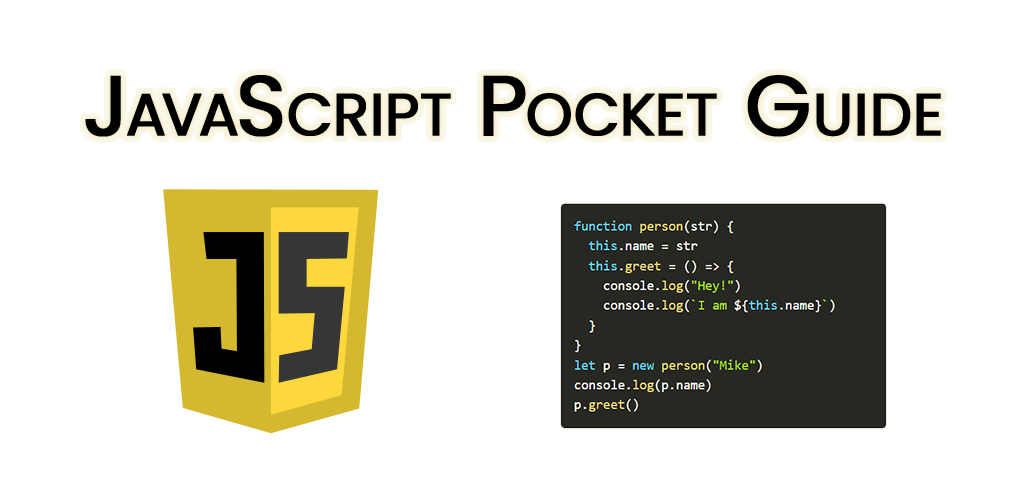 JavaScript Pocket Guide
JS
function person(str) {
  this.name = str
  this.greet = () => {
    console.log("Hey!")
    console.log(`I am ${this.name}`)
  }
}
let p = new person("Mike")
console.log(p.name)
p.greet()